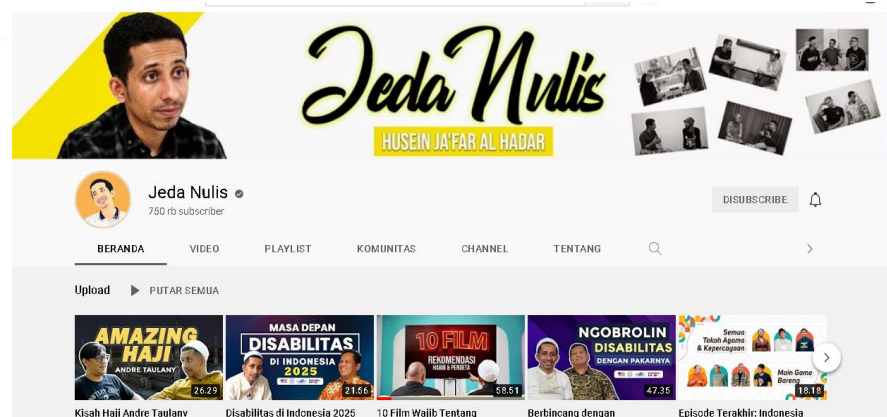 Jeda Nulis
HUSEIN JA'FAR AL HADAR
Jeda Nulis
750 rb subscriber
DISUBSCRIBE
BERANDA
VIDEO
PLAYLIST
KOMUNITAS
CHANNEL
TENTANG
Upload
PUTAR SEMUA
AMAZING
HAJI
ANDRE TAULANY
26.29
MASA DEPAN
DISABILITAS
DI INDONESIA
2025
21.56
10 FILM
REKOMENDASI
HABIB & PENDETA
58.51
NGOBROLIN
DISABILITAS
DENGAN PAKARNYA
47.35
Semua
Tokoh Agama
& Kepercayaan
Main Game
Bareng
18.18
Kisah Haji Andre Taulany
Disabilitas di Indonesia 2025
10 Film Wajib Tentang
Berbincang dengan
Episode Terakhir: Indonesia